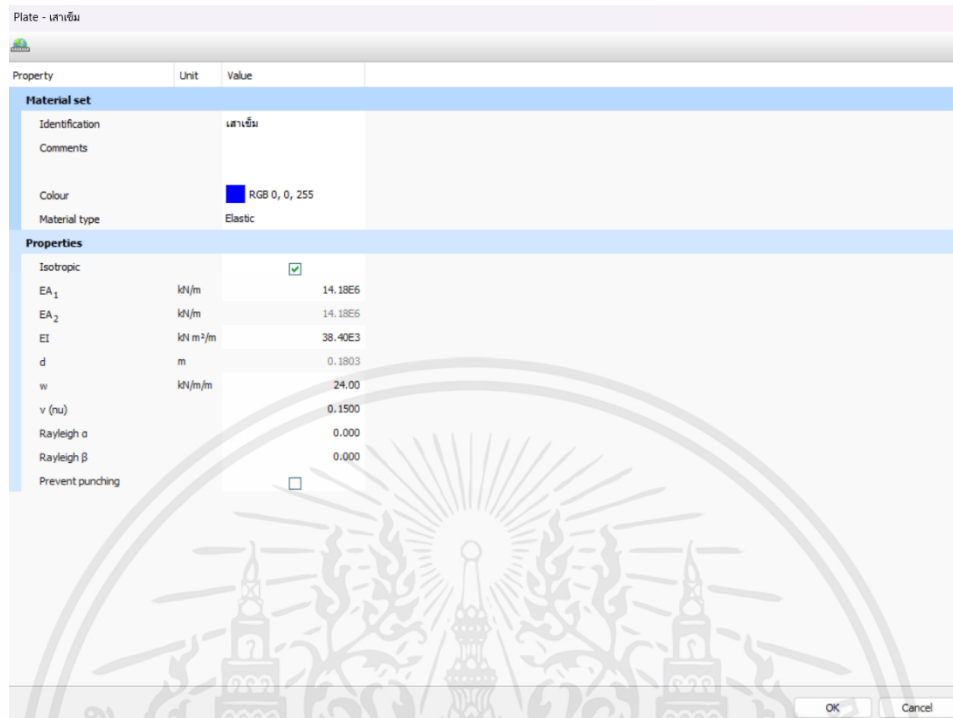 Plate - เสาเข็ม
Property Unit Value
Material set
Identification เสาเข็ม
Comments
Colour RGB 0, 0, 255
Material type Elastic
Properties
Isotropic
EA1 kN/m 14.18E6
EA2 kN/m 14.18E6
EI kN m²/m 38.40E3
d m 0.1803
w kN/m/m 24.00
ν (nu) 0.1500
Rayleigh α 0.000
Rayleigh β 0.000
Prevent punching
OK Cancel